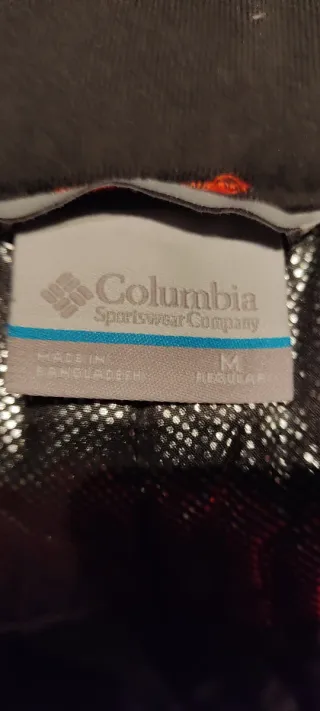 Columbia
Sportswear Company
MADE IN
BANGLADESH
M
REGULAR